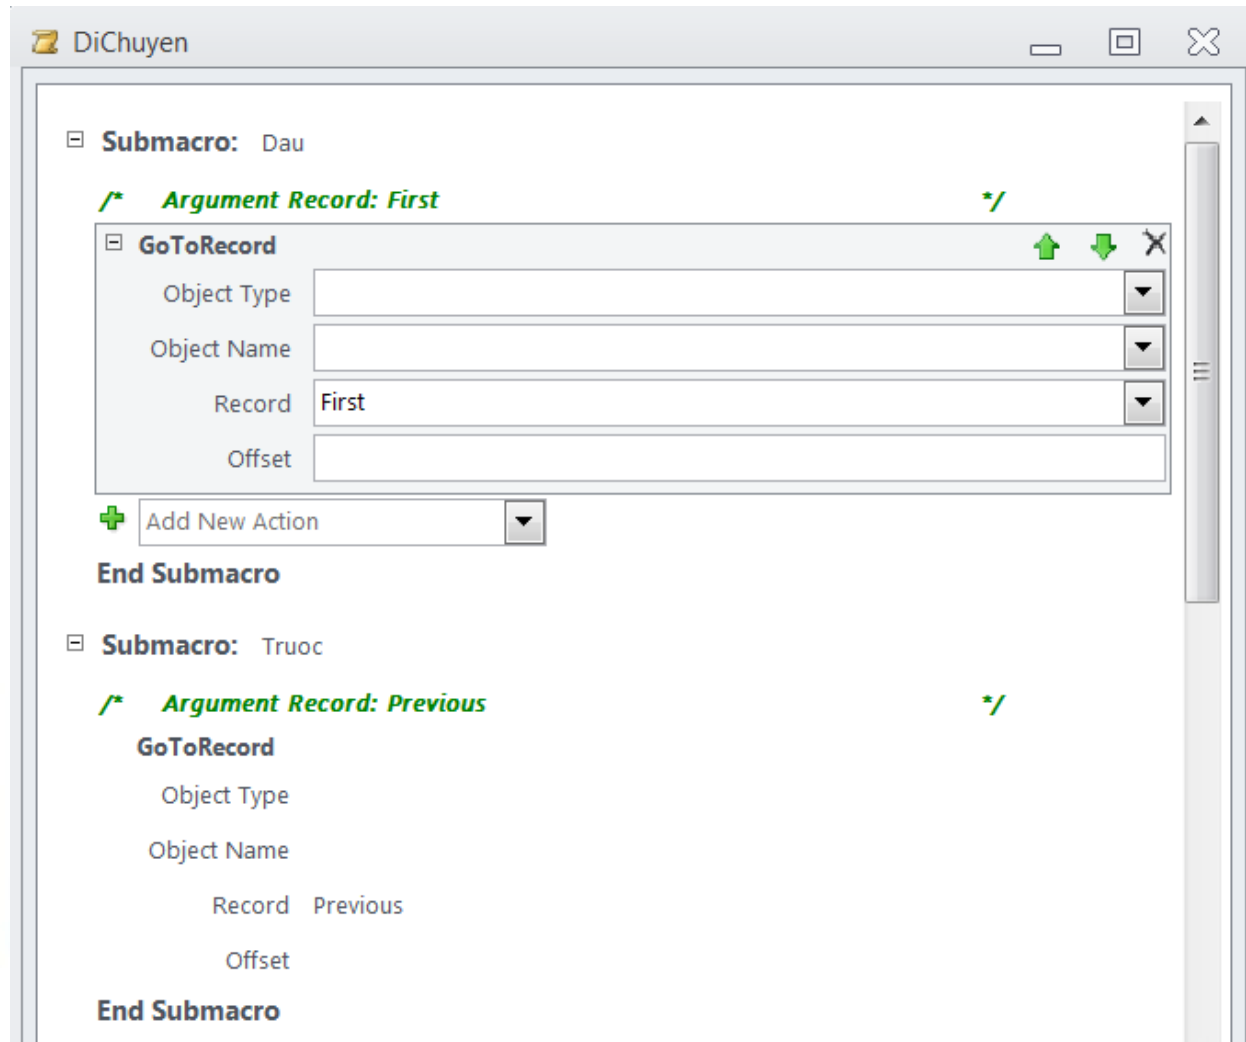 DiChuyen
Submacro: Dau
/* Argument Record: First */
GoToRecord
Object Type
Object Name
Record First
Offset
Add New Action
End Submacro
Submacro: Truoc
/* Argument Record: Previous */
GoToRecord
Object Type
Object Name
Record Previous
Offset
End Submacro